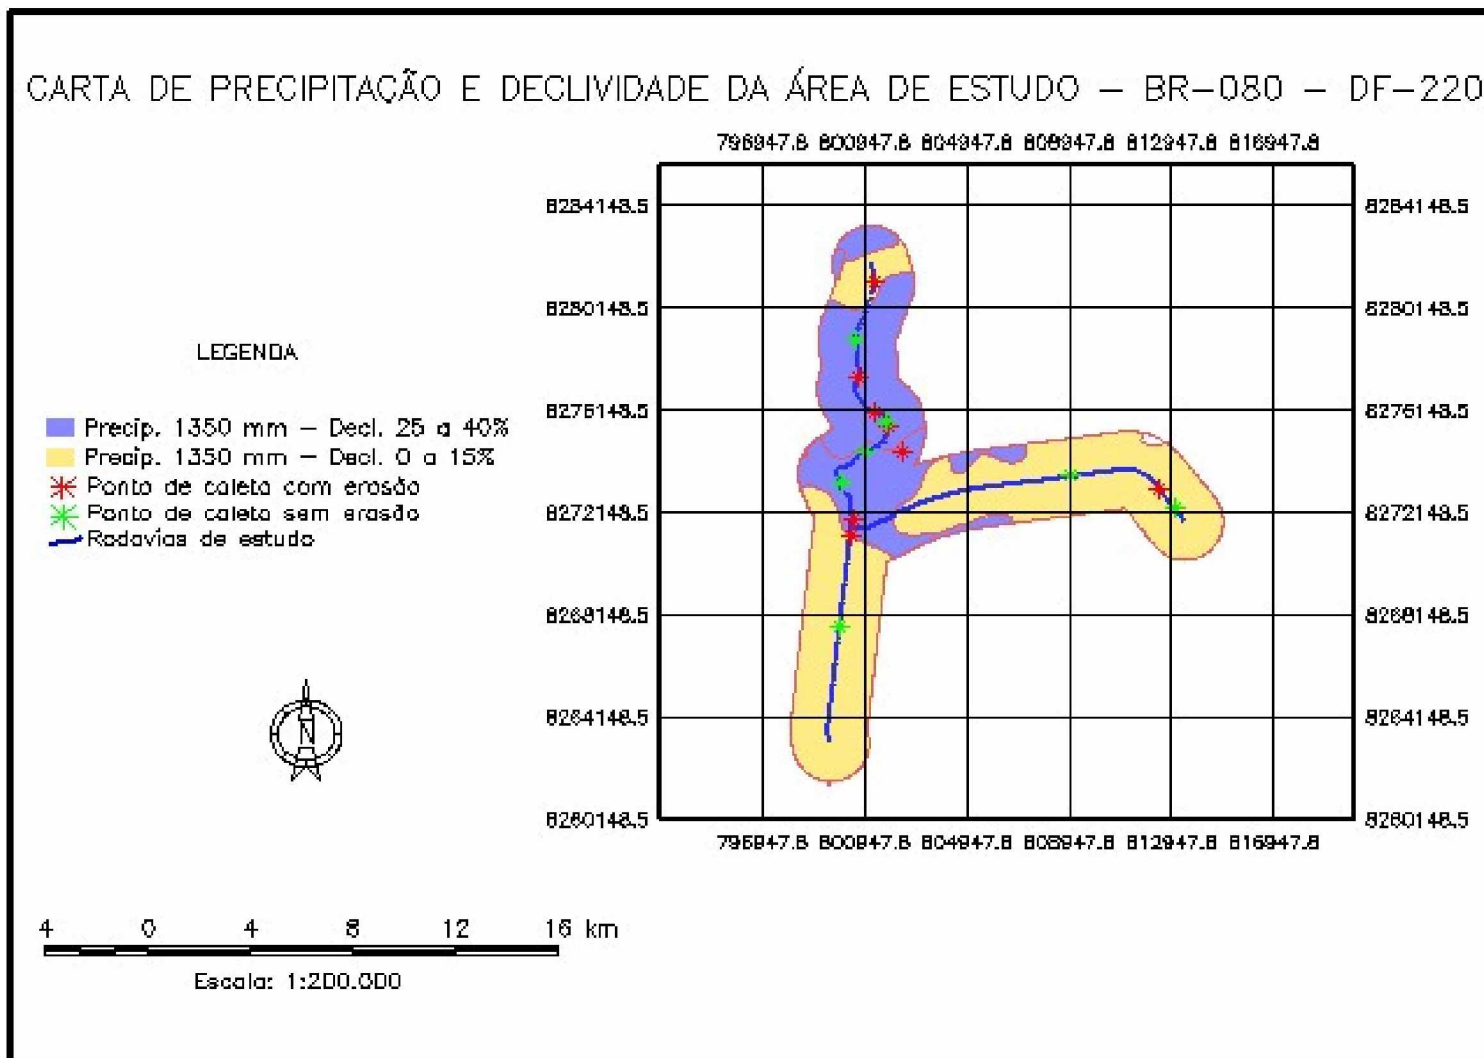 CARTA DE PRECIPITAÇÃO E DECLIVIDADE DA ÁREA DE ESTUDO – BR–080 – DF–220
796947.8 800947.8 804947.8 808947.8 812947.8 816947.8
8284148.5 8284148.5
8280148.5 8280148.5
8276148.5 8276148.5
8272148.5 8272148.5
8268148.5 8268148.5
8264148.5 8264148.5
8260148.5 8260148.5
796947.8 800947.8 804947.8 808947.8 812947.8 816947.8
LEGENDA
Precip. 1350 mm – Decl. 25 a 40%
Precip. 1350 mm – Decl. 0 a 15%
Ponto de coleta com erosão
Ponto de coleta sem erosão
Rodovias de estudo
N
4 0 4 8 12 16 km
Escala: 1:200.000